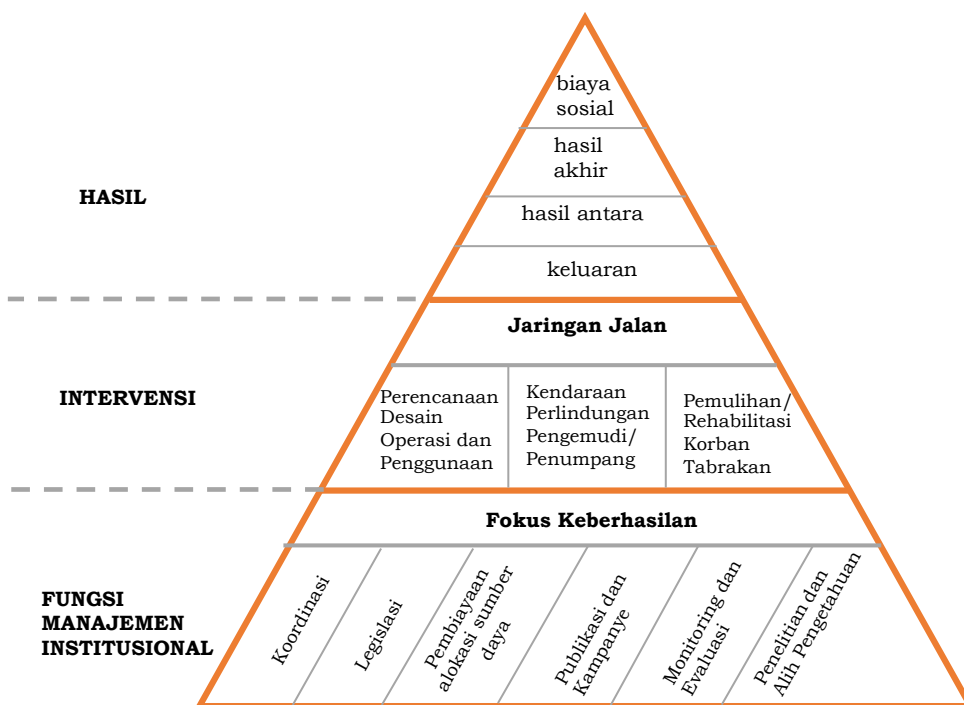 biaya
sosial
hasil
akhir
HASIL
hasil antara
keluaran
Jaringan Jalan
INTERVENSI
Perencanaan
Desain
Operasi dan
Penggunaan
Kendaraan
Perlindungan
Pengemudi/
Penumpang
Pemulihan/
Rehabilitasi
Korban
Tabrakan
Fokus Keberhasilan
FUNGSI
MANAJEMEN
INSTITUSIONAL
Koordinasi
Legislasi
Pembiayaan
alokasi sumber
daya
Publikasi dan
Kampanye
Monitoring dan
Evaluasi
Penelitian dan
Alih Pengetahuan